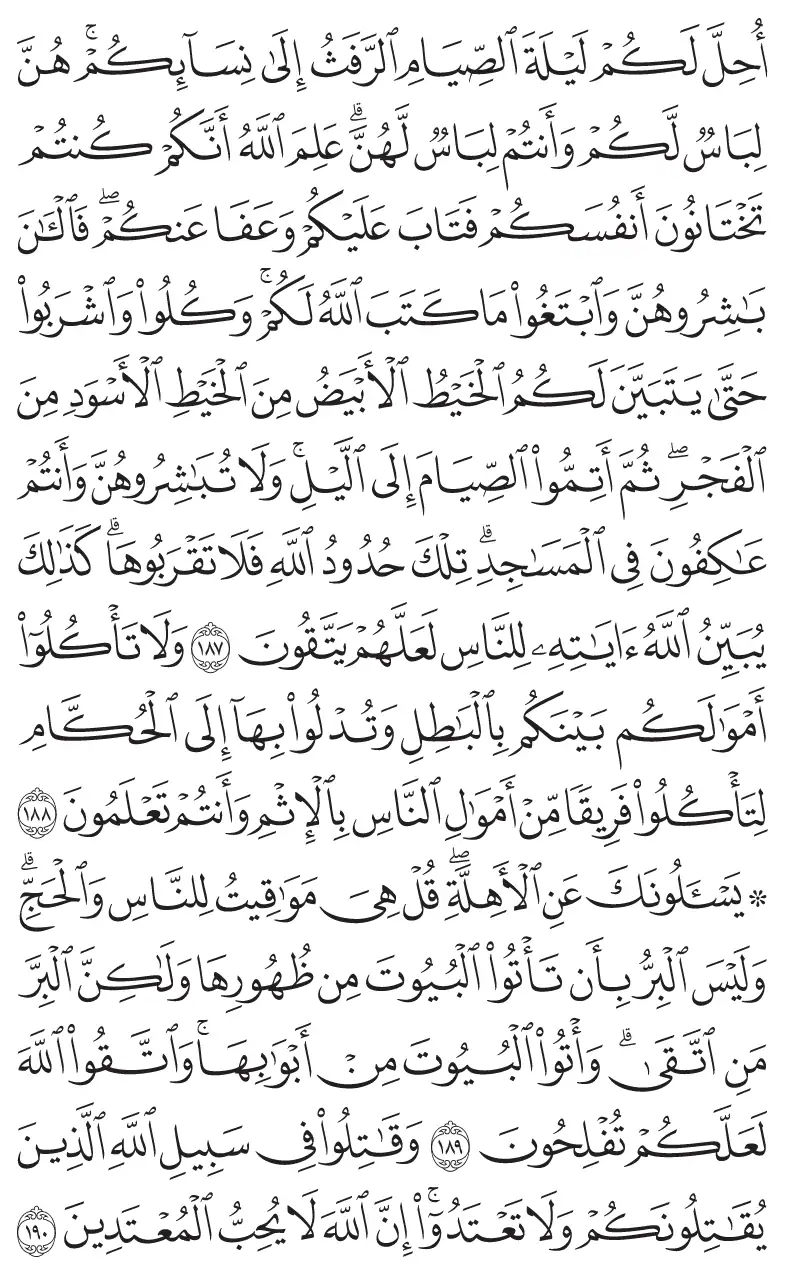 أُحِلَّ لَكُمْ لَيْلَةَ ٱلصِّيَامِ ٱلرَّفَثُ إِلَىٰ نِسَآئِكُمْ ۚ هُنَّ
لِبَاسٌ لَّكُمْ وَأَنتُمْ لِبَاسٌ لَّهُنَّ ۗ عَلِمَ ٱللَّهُ أَنَّكُمْ كُنتُمْ
تَخْتَانُونَ أَنفُسَكُمْ فَتَابَ عَلَيْكُمْ وَعَفَا عَنكُمْ ۖ فَٱلْـَٰٔنَ
بَـٰشِرُوهُنَّ وَٱبْتَغُوا۟ مَا كَتَبَ ٱللَّهُ لَكُمْ ۚ وَكُلُوا۟ وَٱشْرَبُوا۟
حَتَّىٰ يَتَبَيَّنَ لَكُمُ ٱلْخَيْطُ ٱلْأَبْيَضُ مِنَ ٱلْخَيْطِ ٱلْأَسْوَدِ مِنَ
ٱلْفَجْرِ ۖ ثُمَّ أَتِمُّوا۟ ٱلصِّيَامَ إِلَى ٱلَّيْلِ ۚ وَلَا تُبَـٰشِرُوهُنَّ وَأَنتُمْ
عَـٰكِفُونَ فِى ٱلْمَسَـٰجِدِ ۗ تِلْكَ حُدُودُ ٱللَّهِ فَلَا تَقْرَبُوهَا ۗ كَذَٰلِكَ
يُبَيِّنُ ٱللَّهُ ءَايَـٰتِهِۦ لِلنَّاسِ لَعَلَّهُمْ يَتَّقُونَ ١٨٧ وَلَا تَأْكُلُوٓا۟
أَمْوَٰلَكُم بَيْنَكُم بِٱلْبَـٰطِلِ وَتُدْلُوا۟ بِهَآ إِلَى ٱلْحُكَّامِ
لِتَأْكُلُوا۟ فَرِيقًا مِّنْ أَمْوَٰلِ ٱلنَّاسِ بِٱلْإِثْمِ وَأَنتُمْ تَعْلَمُونَ ١٨٨
۞ يَسْـَٔلُونَكَ عَنِ ٱلْأَهِلَّةِ ۖ قُلْ هِىَ مَوَٰقِيتُ لِلنَّاسِ وَٱلْحَجِّ ۗ
وَلَيْسَ ٱلْبِرُّ بِأَن تَأْتُوا۟ ٱلْبُيُوتَ مِن ظُهُورِهَا وَلَـٰكِنَّ ٱلْبِرَّ
مَنِ ٱتَّقَىٰ ۗ وَأْتُوا۟ ٱلْبُيُوتَ مِنْ أَبْوَٰبِهَا ۚ وَٱتَّقُوا۟ ٱللَّهَ
لَعَلَّكُمْ تُفْلِحُونَ ١٨٩ وَقَـٰتِلُوا۟ فِى سَبِيلِ ٱللَّهِ ٱلَّذِينَ
يُقَـٰتِلُونَكُمْ وَلَا تَعْتَدُوٓا۟ ۚ إِنَّ ٱللَّهَ لَا يُحِبُّ ٱلْمُعْتَدِينَ ١٩٠